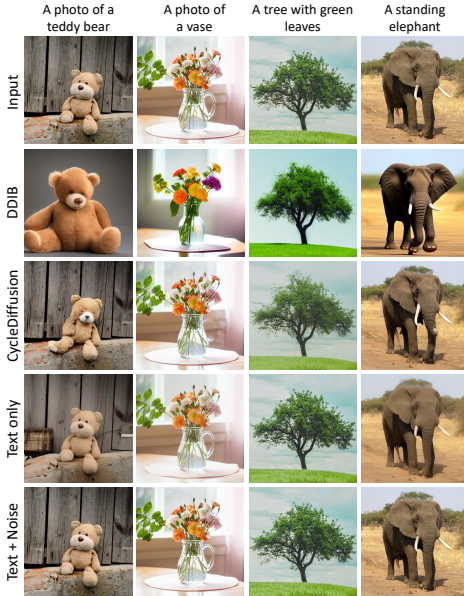 A photo of a
teddy bear
A photo of
a vase
A tree with green
leaves
A standing
elephant
Input
DDIB
CycleDiffusion
Text only
Text + Noise